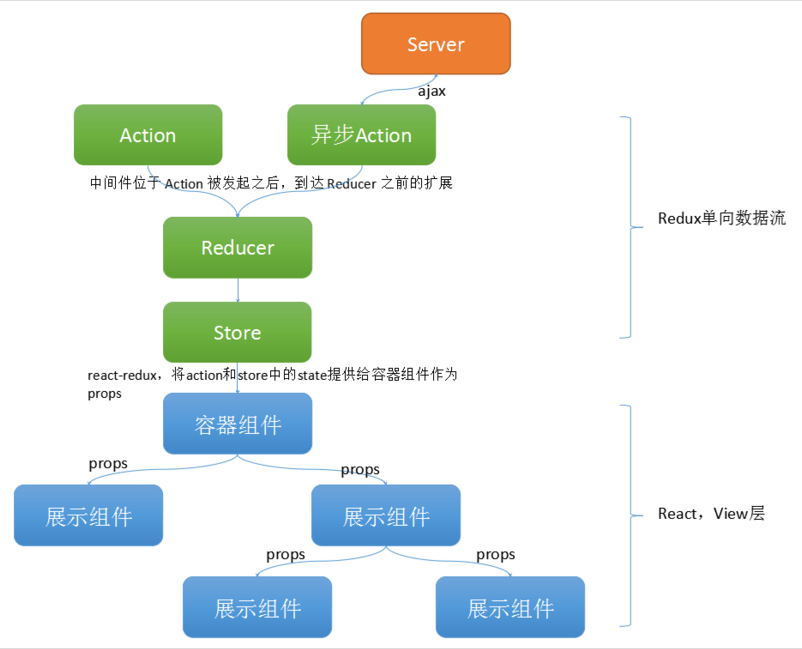 Server
ajax
Action
异步Action
中间件位于 Action 被发起之后，到达 Reducer 之前的扩展
Reducer
Redux单向数据流
Store
react-redux，将action和store中的state提供给容器组件作为
props
容器组件
props
props
展示组件
展示组件
React，View层
props
props
展示组件
展示组件